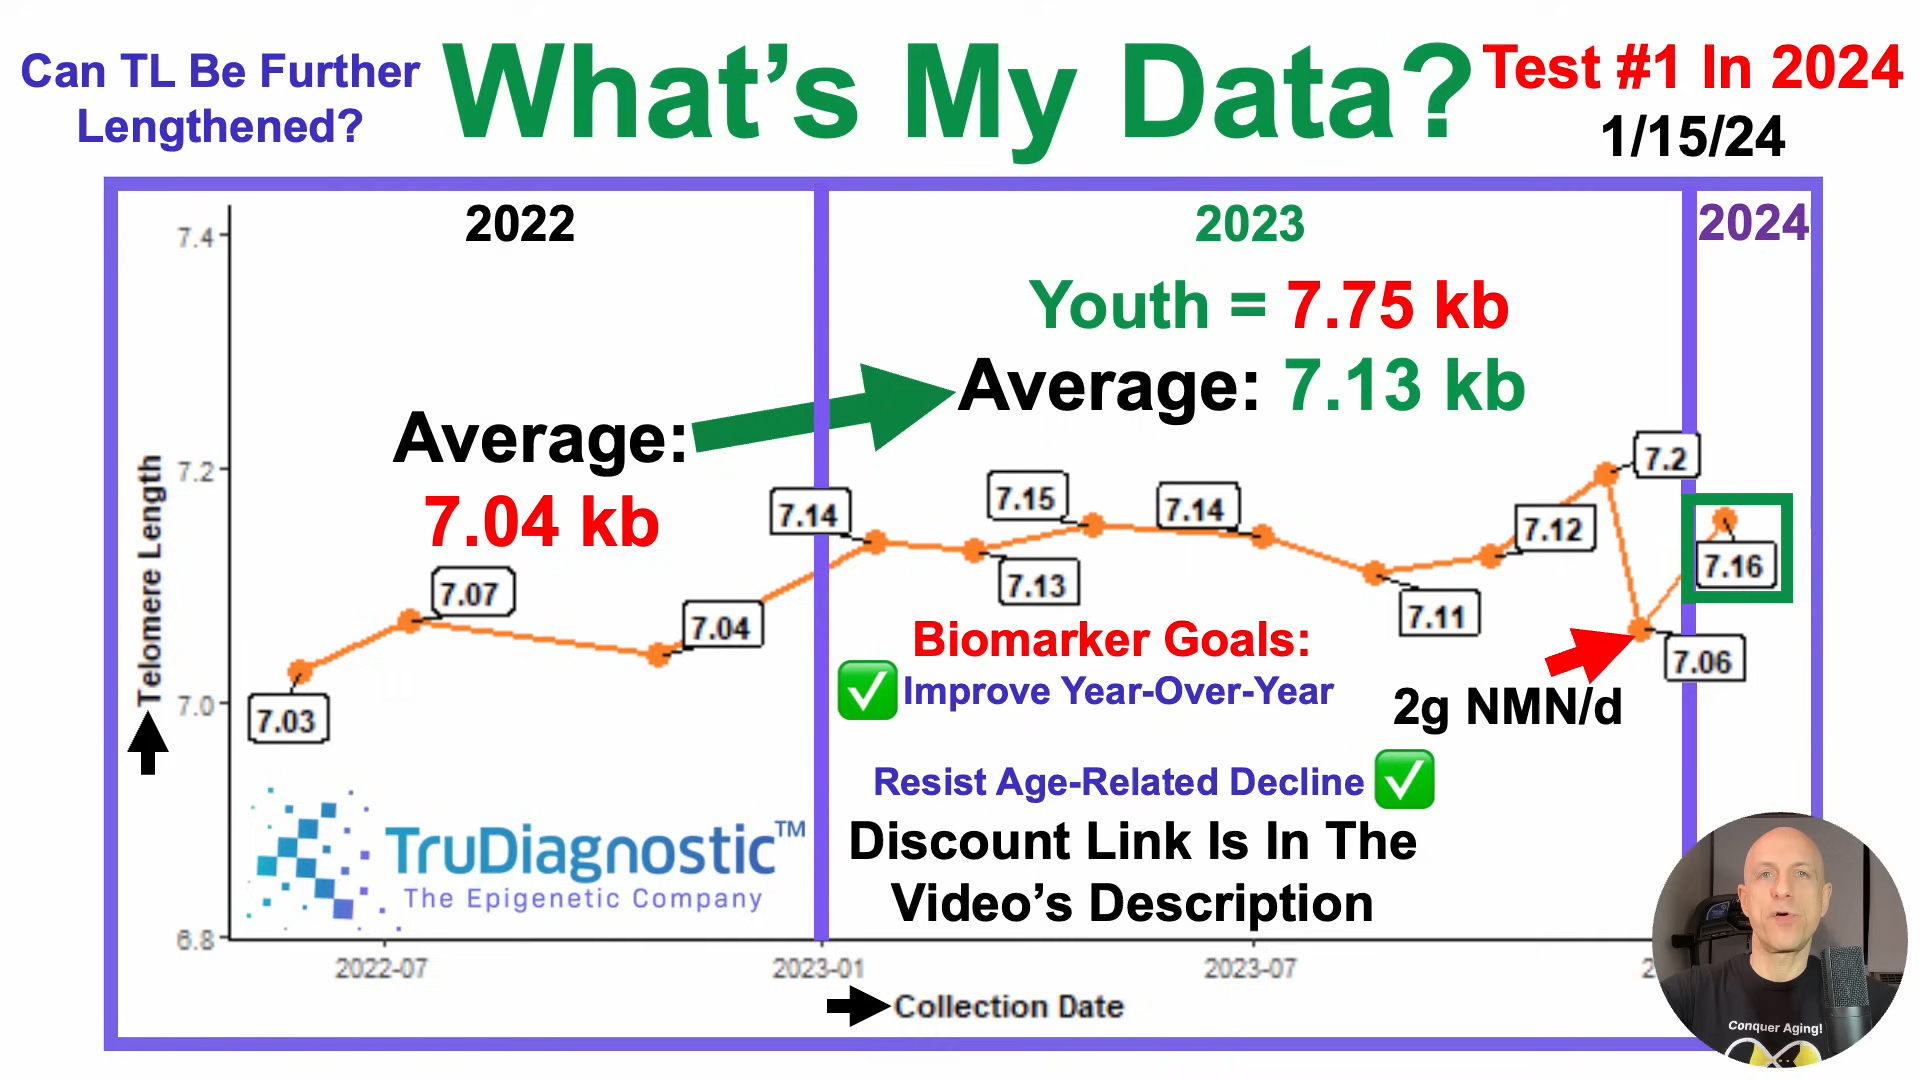 Can TL Be Further
Lengthened?
What's My Data?
Test #1 In 2024
1/15/24
2022
2023
2024
Youth = 7.75 kb
Average: 7.13 kb
Average:
7.04 kb
Telomere Length
7.4
7.2
7.0
6.8
7.03
7.07
7.04
7.14
7.13
7.15
7.14
7.11
7.12
7.2
7.06
7.16
Biomarker Goals:
Improve Year-Over-Year
2g NMN/d
Resist Age-Related Decline
Discount Link Is In The
Video's Description
TruDiagnostic™
The Epigenetic Company
2022-07
2023-01
2023-07
Collection Date
Conquer Aging!